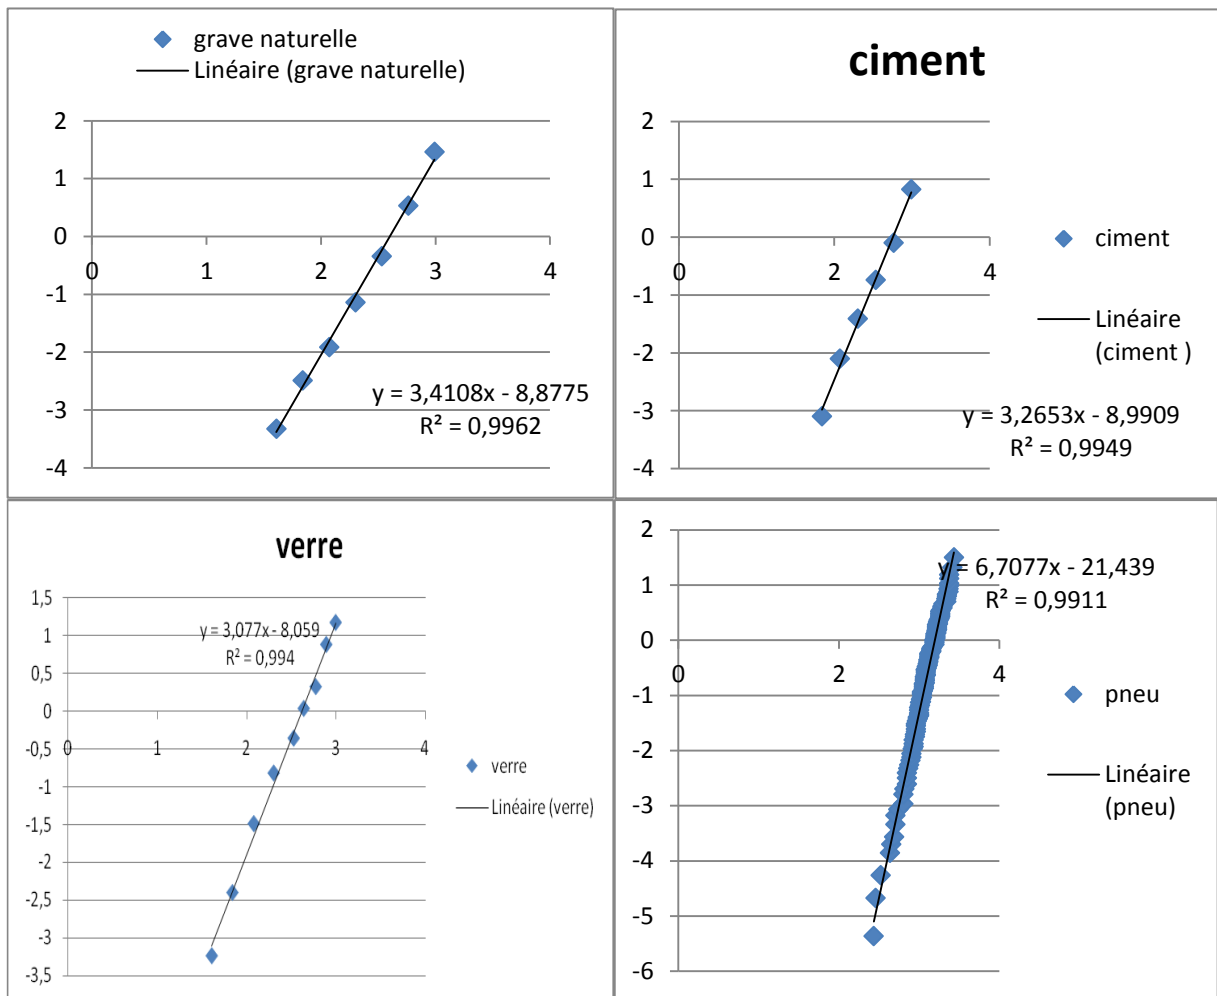 grave naturelle
Linéaire (grave naturelle)
2
1
0
-1
-2
-3
-4
0 1 2 3 4
y = 3,4108x - 8,8775
R² = 0,9962
ciment
2
1
0
-1
-2
-3
-4
0 2 4
ciment
Linéaire
(ciment )
y = 3,2653x - 8,9909
R² = 0,9949
verre
1,5
1
0,5
0
-0,5
-1
-1,5
-2
-2,5
-3
-3,5
0 1 2 3 4
y = 3,077x - 8,059
R² = 0,994
verre
Linéaire (verre)
2
1
0
-1
-2
-3
-4
-5
-6
0 2 4
y = 6,7077x - 21,439
R² = 0,9911
pneu
Linéaire
(pneu)